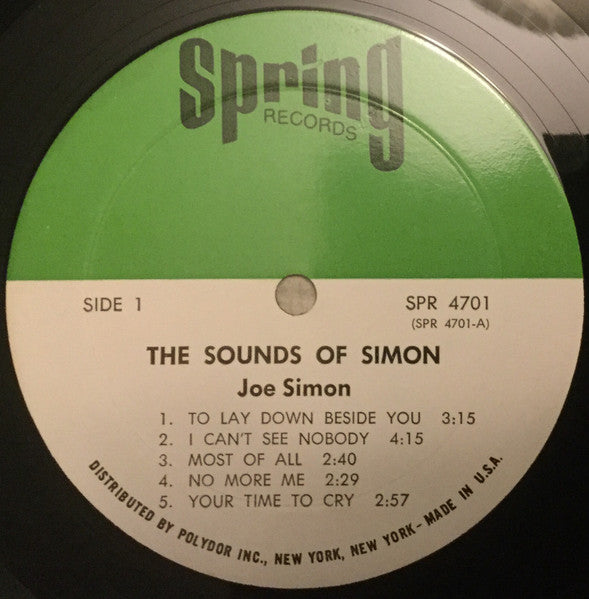 Spring
RECORDS
SIDE 1
SPR 4701
(SPR 4701-A)
THE SOUNDS OF SIMON
Joe Simon
1. TO LAY DOWN BESIDE YOU 3:15
2. I CAN'T SEE NOBODY 4:15
3. MOST OF ALL 2:40
4. NO MORE ME 2:29
5. YOUR TIME TO CRY 2:57
DISTRIBUTED BY POLYDOR INC., NEW YORK, NEW YORK - MADE IN U.S.A.